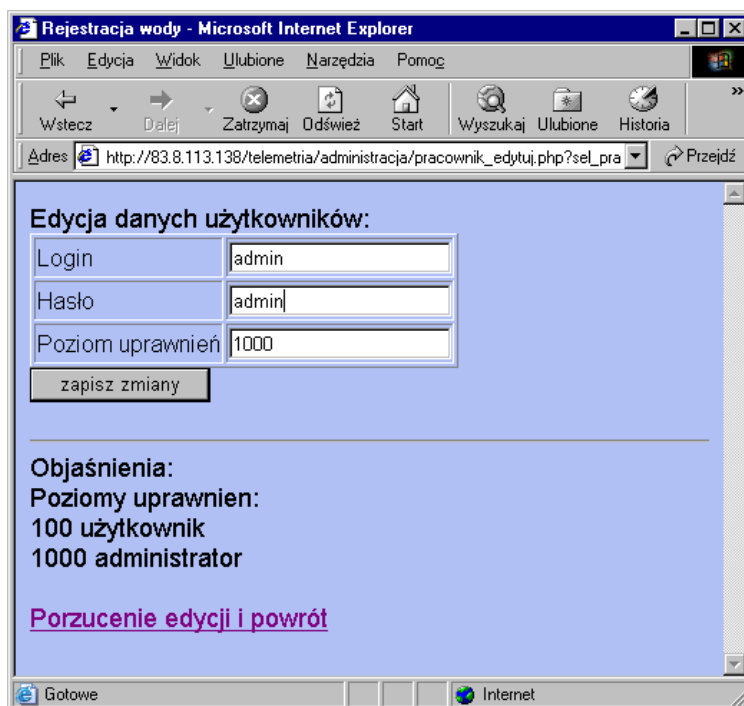 Rejestracja wody - Microsoft Internet Explorer
Plik Edycja Widok Ulubione Narzędzia Pomoc
Wstecz Dalej Zatrzymaj Odśwież Start Wyszukaj Ulubione Historia »
Adres http://83.8.113.138/telemetria/administracja/pracownik_edytuj.php?sel_pra Przejdź
Edycja danych użytkowników:
Login admin
Hasło admin
Poziom uprawnień 1000
zapisz zmiany
Objaśnienia:
Poziomy uprawnien:
100 użytkownik
1000 administrator
Porzucenie edycji i powrót
Gotowe Internet